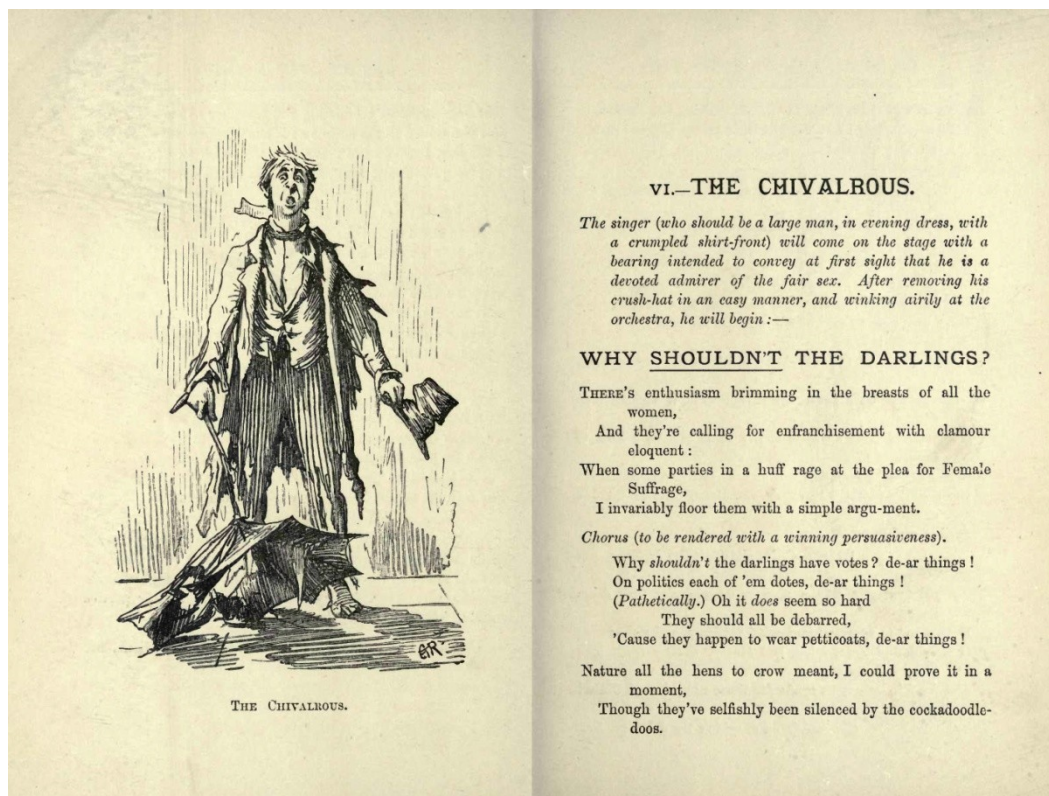 AR
THE CHIVALROUS.
VI.—THE CHIVALROUS.
The singer (who should be a large man, in evening dress, with
a crumpled shirt-front) will come on the stage with a
bearing intended to convey at first sight that he is a
devoted admirer of the fair sex. After removing his
crush-hat in an easy manner, and winking airily at the
orchestra, he will begin :—
WHY SHOULDN'T THE DARLINGS?
THERE'S enthusiasm brimming in the breasts of all the
women,
And they're calling for enfranchisement with clamour
eloquent :
When some parties in a huff rage at the plea for Female
Suffrage,
I invariably floor them with a simple argu-ment.
Chorus (to be rendered with a winning persuasiveness).
Why shouldn't the darlings have votes ? de-ar things !
On politics each of 'em dotes, de-ar things !
(Pathetically.) Oh it does seem so hard
They should all be debarred,
'Cause they happen to wear petticoats, de-ar things !
Nature all the hens to crow meant, I could prove it in a
moment,
Though they've selfishly been silenced by the cockadoodle-
doos.